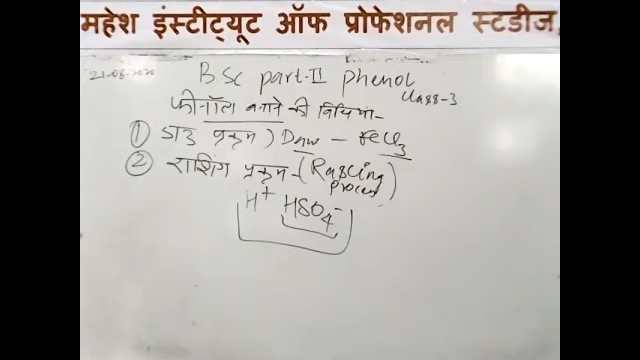 महेश इंस्टीट्यूट ऑफ प्रोफेशनल स्टडीज,
BSc part-II phenol
class-3
फीनॉल बनाने की विधियां-
① डाउ प्रक्रम) Dow - FeCl3
② राशिंग प्रक्रम-(Rasching Process)
H+ HSO4-